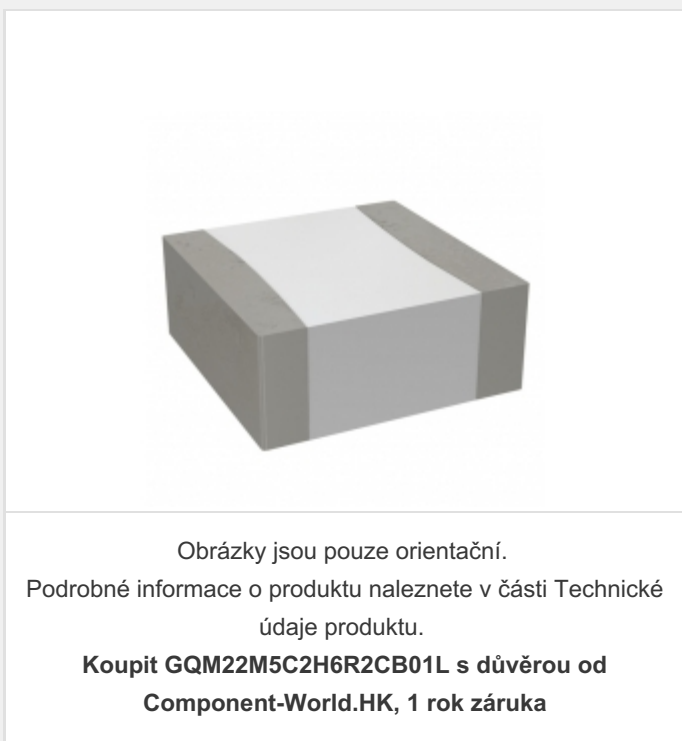 Obrázky jsou pouze orientační.
Podrobné informace o produktu naleznete v části Technické
údaje produktu.
Koupit GQM22M5C2H6R2CB01L s důvěrou od
Component-World.HK, 1 rok záruka